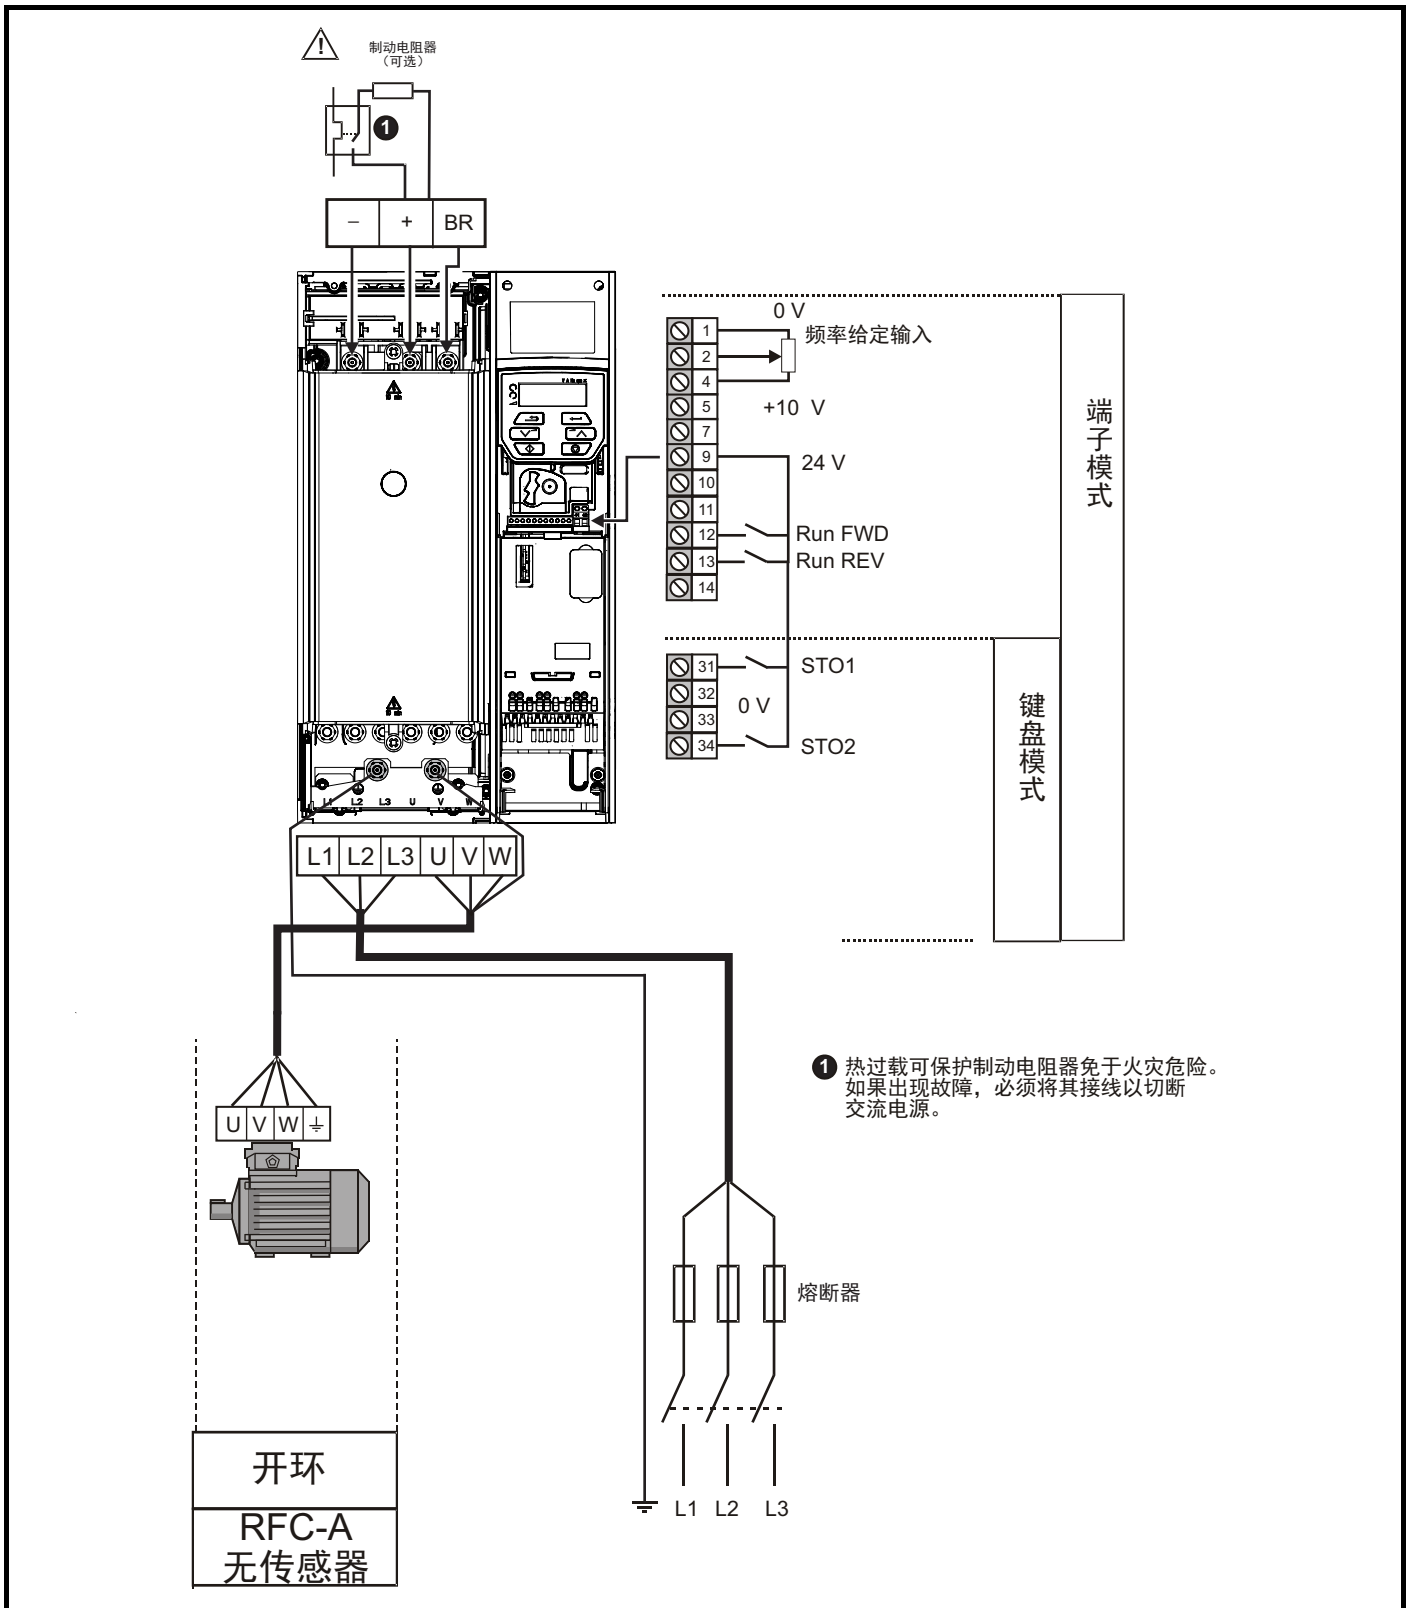 制动电阻器
(可选)
1
− + BR
L1 L2 L3 U V W
1
2
4
5
7
9
10
11
12
13
14
0 V
频率给定输入
+10 V
24 V
Run FWD
Run REV
31
32
33
34
STO1
0 V
STO2
端子模式
键盘模式
L1 L2 L3 U V W
1 热过载可保护制动电阻器免于火灾危险。
如果出现故障，必须将其接线以切断
交流电源。
U V W
熔断器
L1 L2 L3
开环
RFC-A
无传感器